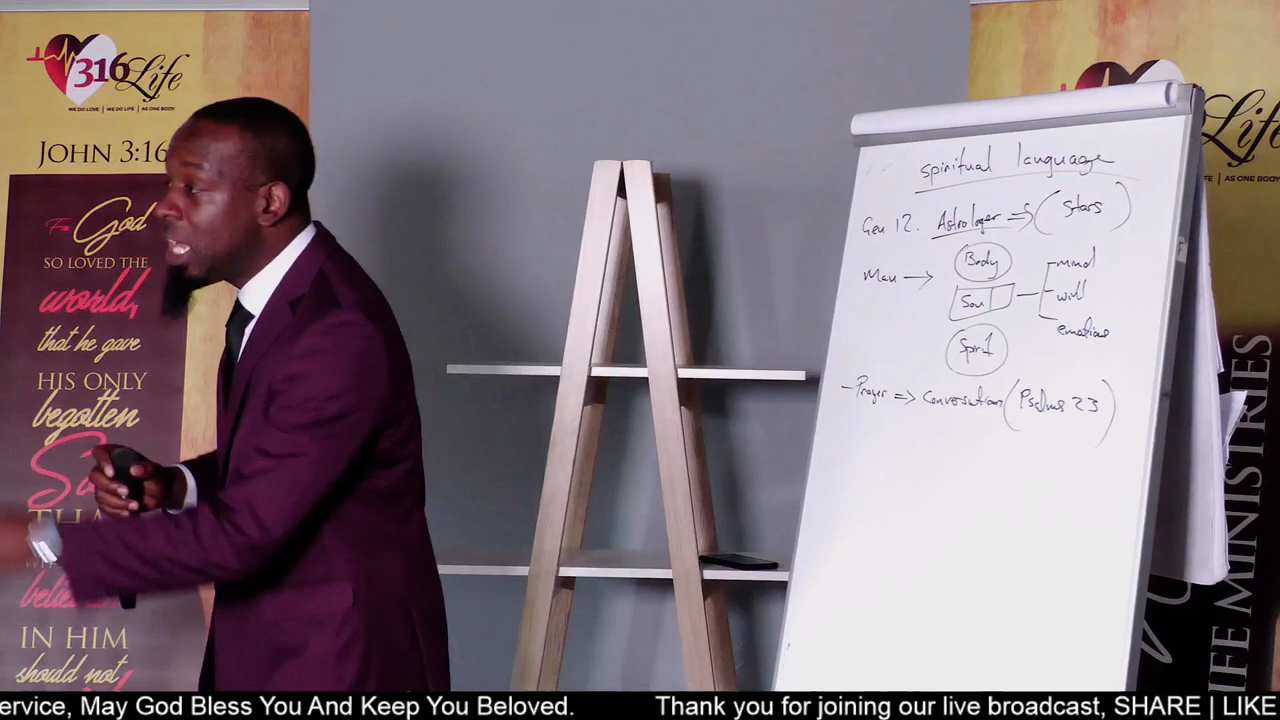 316 Life
WE DO LOVE | WE DO LIFE | AS ONE BODY
JOHN 3:16
For God
SO LOVED THE
world,
that he gave
HIS ONLY
begotten
IN HIM
should not
spiritual language
Gen 12. Astrologer => (Stars)
Man → Body
Soul
mind
will
emotions
Spirit
-Prayer => Conversation (Psalms 23)
Life
FE | AS ONE BODY
IFE MINISTRIES
ervice, May God Bless You And Keep You Beloved. Thank you for joining our live broadcast, SHARE | LIKE